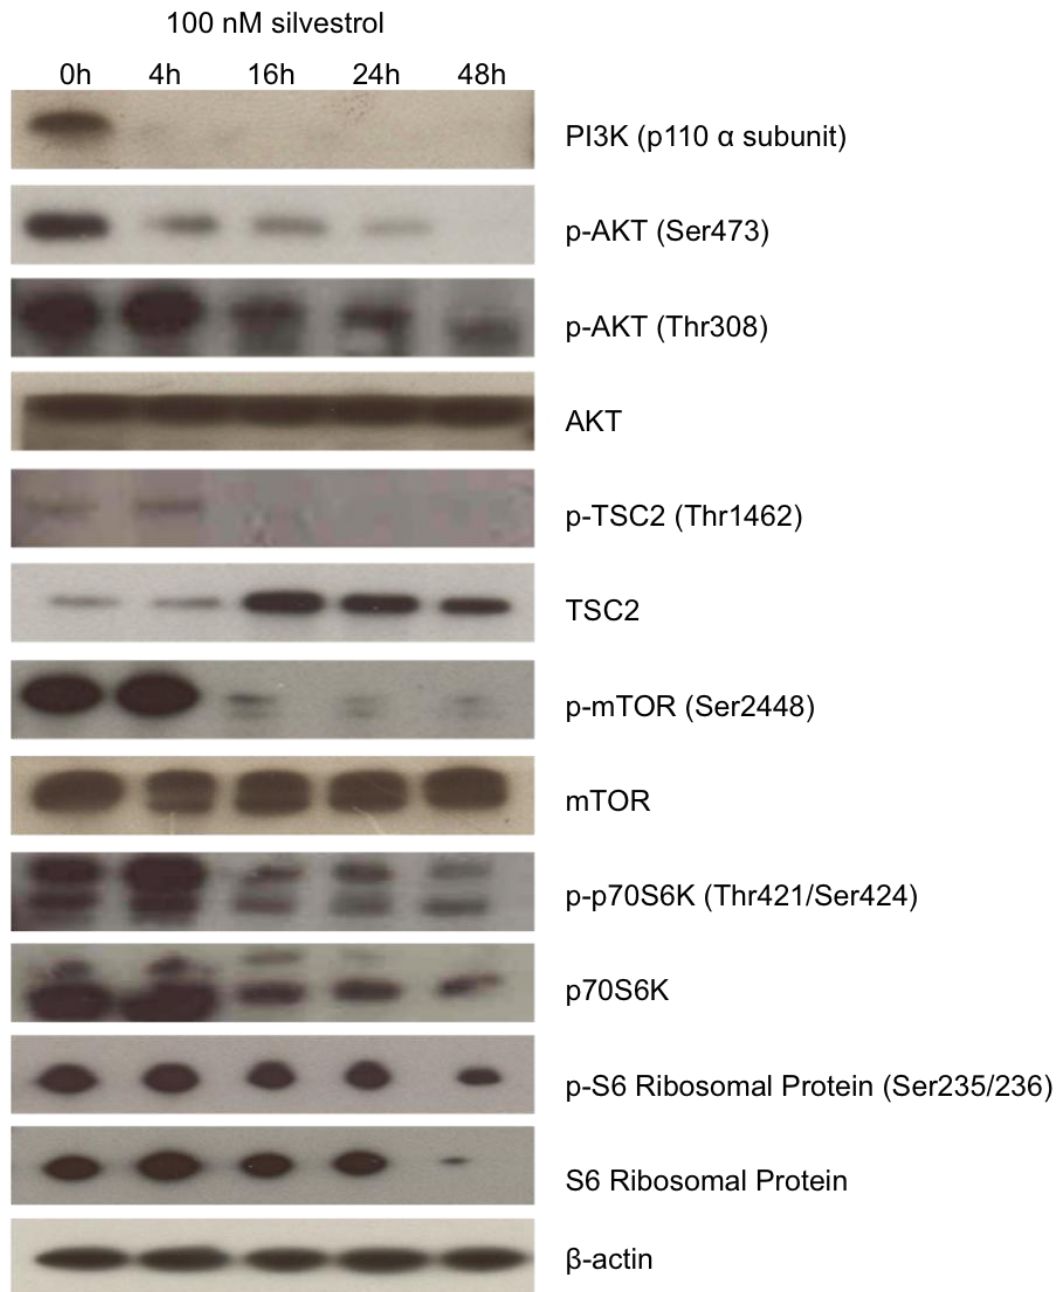 100 nM silvestrol
0h 4h 16h 24h 48h
PI3K (p110 α subunit)
p-AKT (Ser473)
p-AKT (Thr308)
AKT
p-TSC2 (Thr1462)
TSC2
p-mTOR (Ser2448)
mTOR
p-p70S6K (Thr421/Ser424)
p70S6K
p-S6 Ribosomal Protein (Ser235/236)
S6 Ribosomal Protein
β-actin